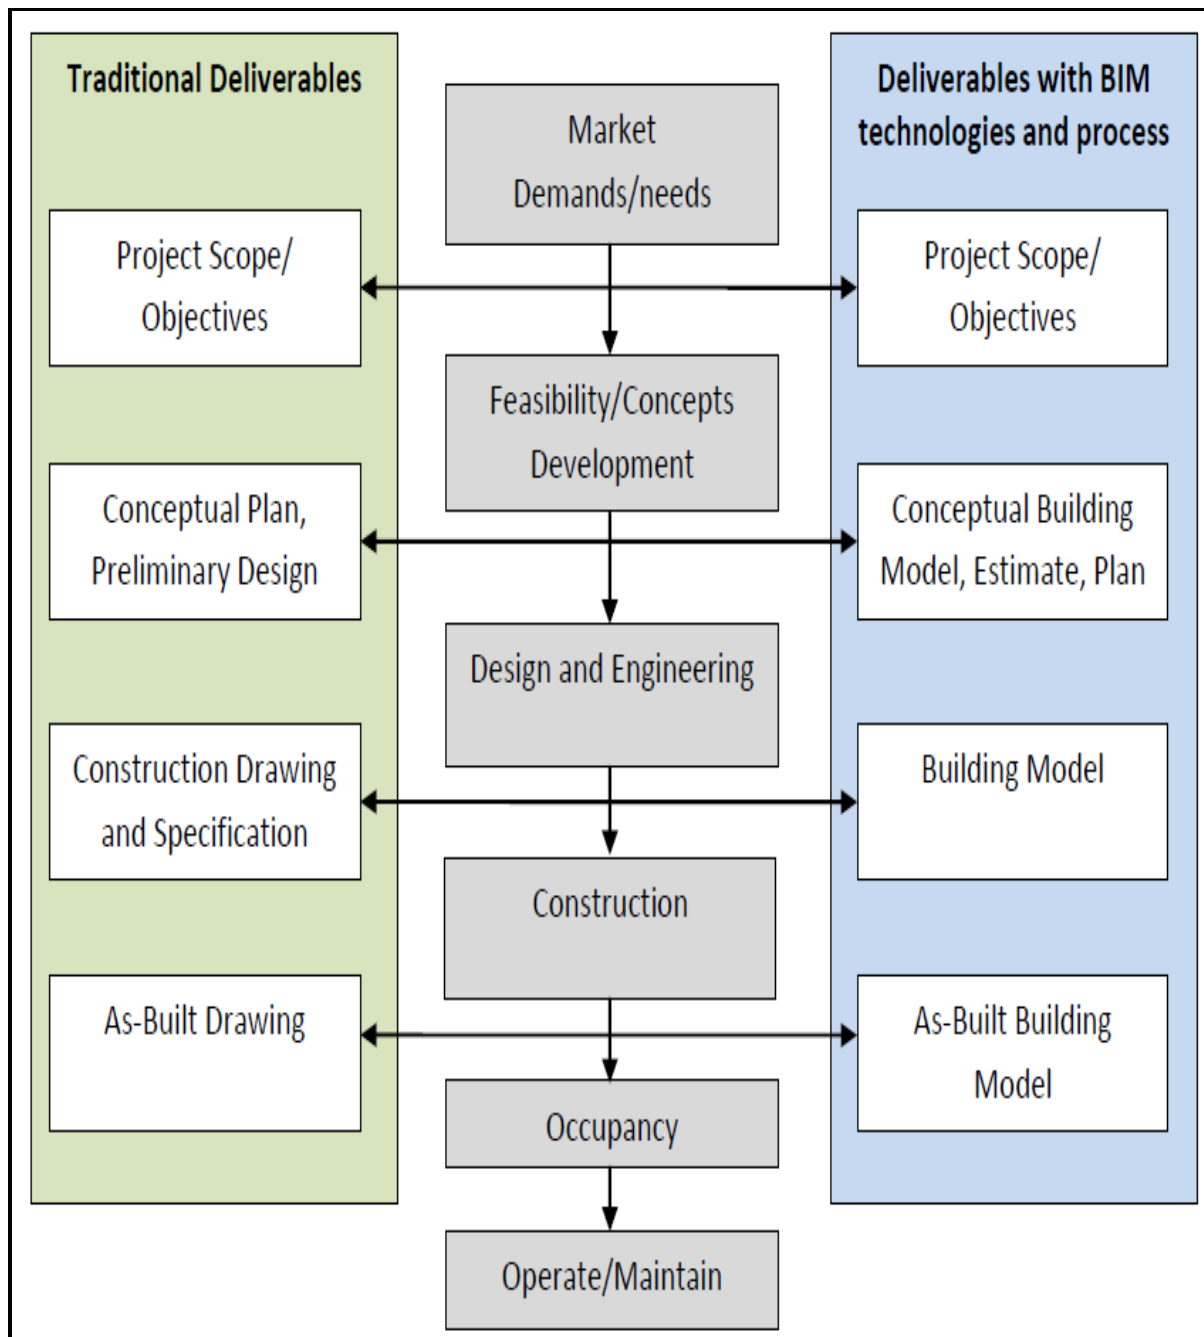 Traditional Deliverables
Project Scope/
Objectives
Conceptual Plan,
Preliminary Design
Construction Drawing
and Specification
As-Built Drawing
Market
Demands/needs
Feasibility/Concepts
Development
Design and Engineering
Construction
Occupancy
Operate/Maintain
Deliverables with BIM
technologies and process
Project Scope/
Objectives
Conceptual Building
Model, Estimate, Plan
Building Model
As-Built Building
Model